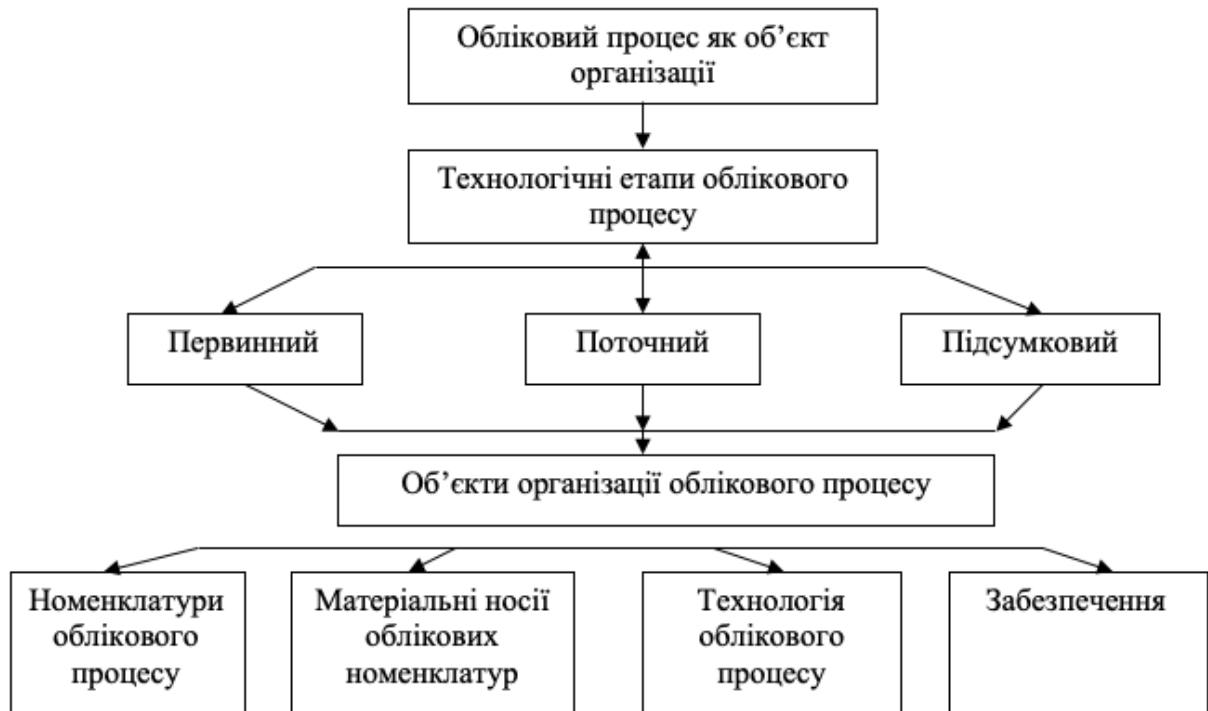 Обліковий процес як об’єкт
організації
Технологічні етапи облікового
процесу
Первинний
Поточний
Підсумковий
Об’єкти організації облікового процесу
Номенклатури
облікового
процесу
Матеріальні носії
облікових
номенклатур
Технологія
облікового
процесу
Забезпечення